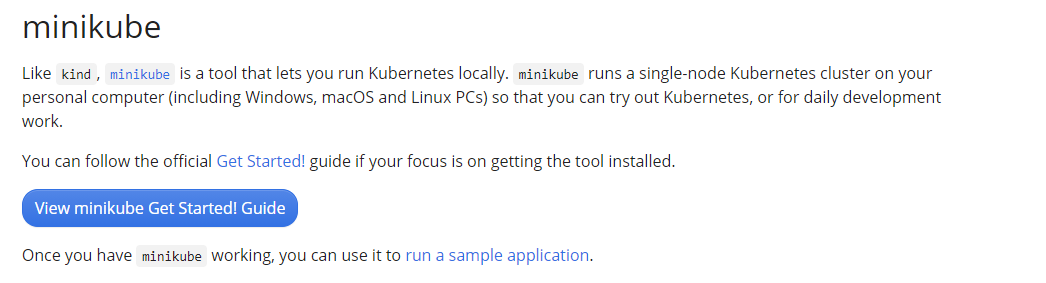 minikube
Like kind, minikube is a tool that lets you run Kubernetes locally. minikube runs a single-node Kubernetes cluster on your
personal computer (including Windows, macOS and Linux PCs) so that you can try out Kubernetes, or for daily development
work.
You can follow the official Get Started! guide if your focus is on getting the tool installed.
View minikube Get Started! Guide
Once you have minikube working, you can use it to run a sample application.